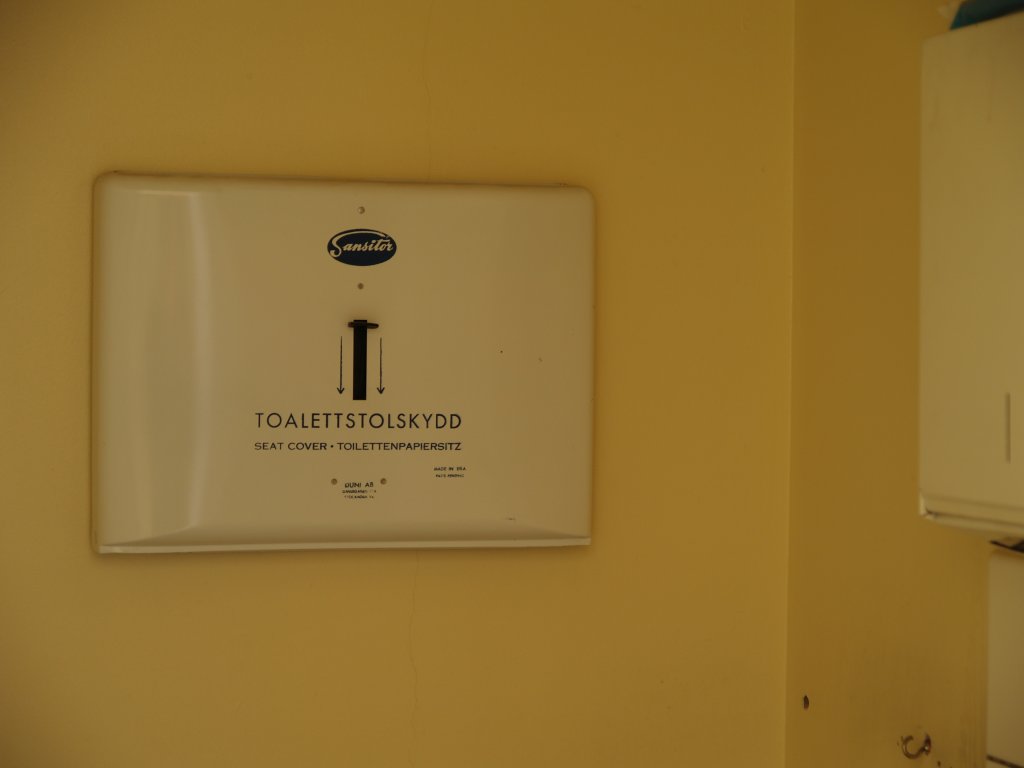 Sansitor
TOALETTSTOLSKYDD
SEAT COVER • TOILETTENPAPIERSITZ
MADE IN USA
DUNI AB